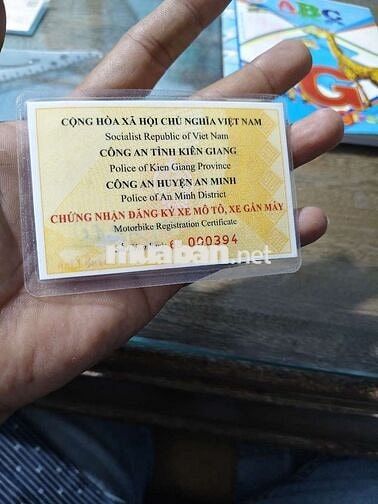 ABC
G
CỘNG HÒA XÃ HỘI CHỦ NGHĨA VIỆT NAM
Socialist Republic of Viet Nam
CÔNG AN TỈNH KIÊN GIANG
Police of Kien Giang Province
CÔNG AN HUYỆN AN MINH
Police of An Minh District
CHỨNG NHẬN ĐĂNG KÝ XE MÔ TÔ, XE GẮN MÁY
Motorbike Registration Certificate
000394
muaban.net